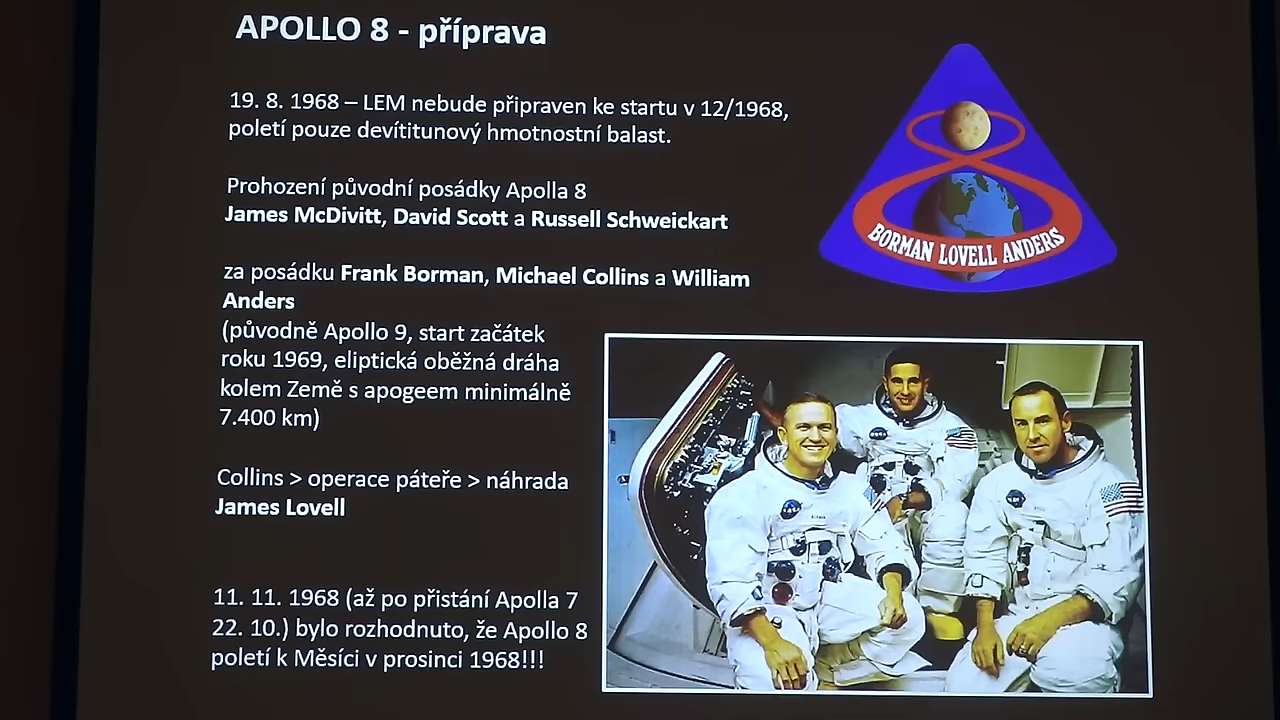 APOLLO 8 - příprava
19. 8. 1968 – LEM nebude připraven ke startu v 12/1968,
poletí pouze devítitunový hmotnostní balast.
Prohození původní posádky Apolla 8
James McDivitt, David Scott a Russell Schweickart
za posádku Frank Borman, Michael Collins a William
Anders
(původně Apollo 9, start začátek
roku 1969, eliptická oběžná dráha
kolem Země s apogeem minimálně
7.400 km)
Collins > operace páteře > náhrada
James Lovell
11. 11. 1968 (až po přistání Apolla 7
22. 10.) bylo rozhodnuto, že Apollo 8
poletí k Měsíci v prosinci 1968!!!
BORMAN LOVELL ANDERS